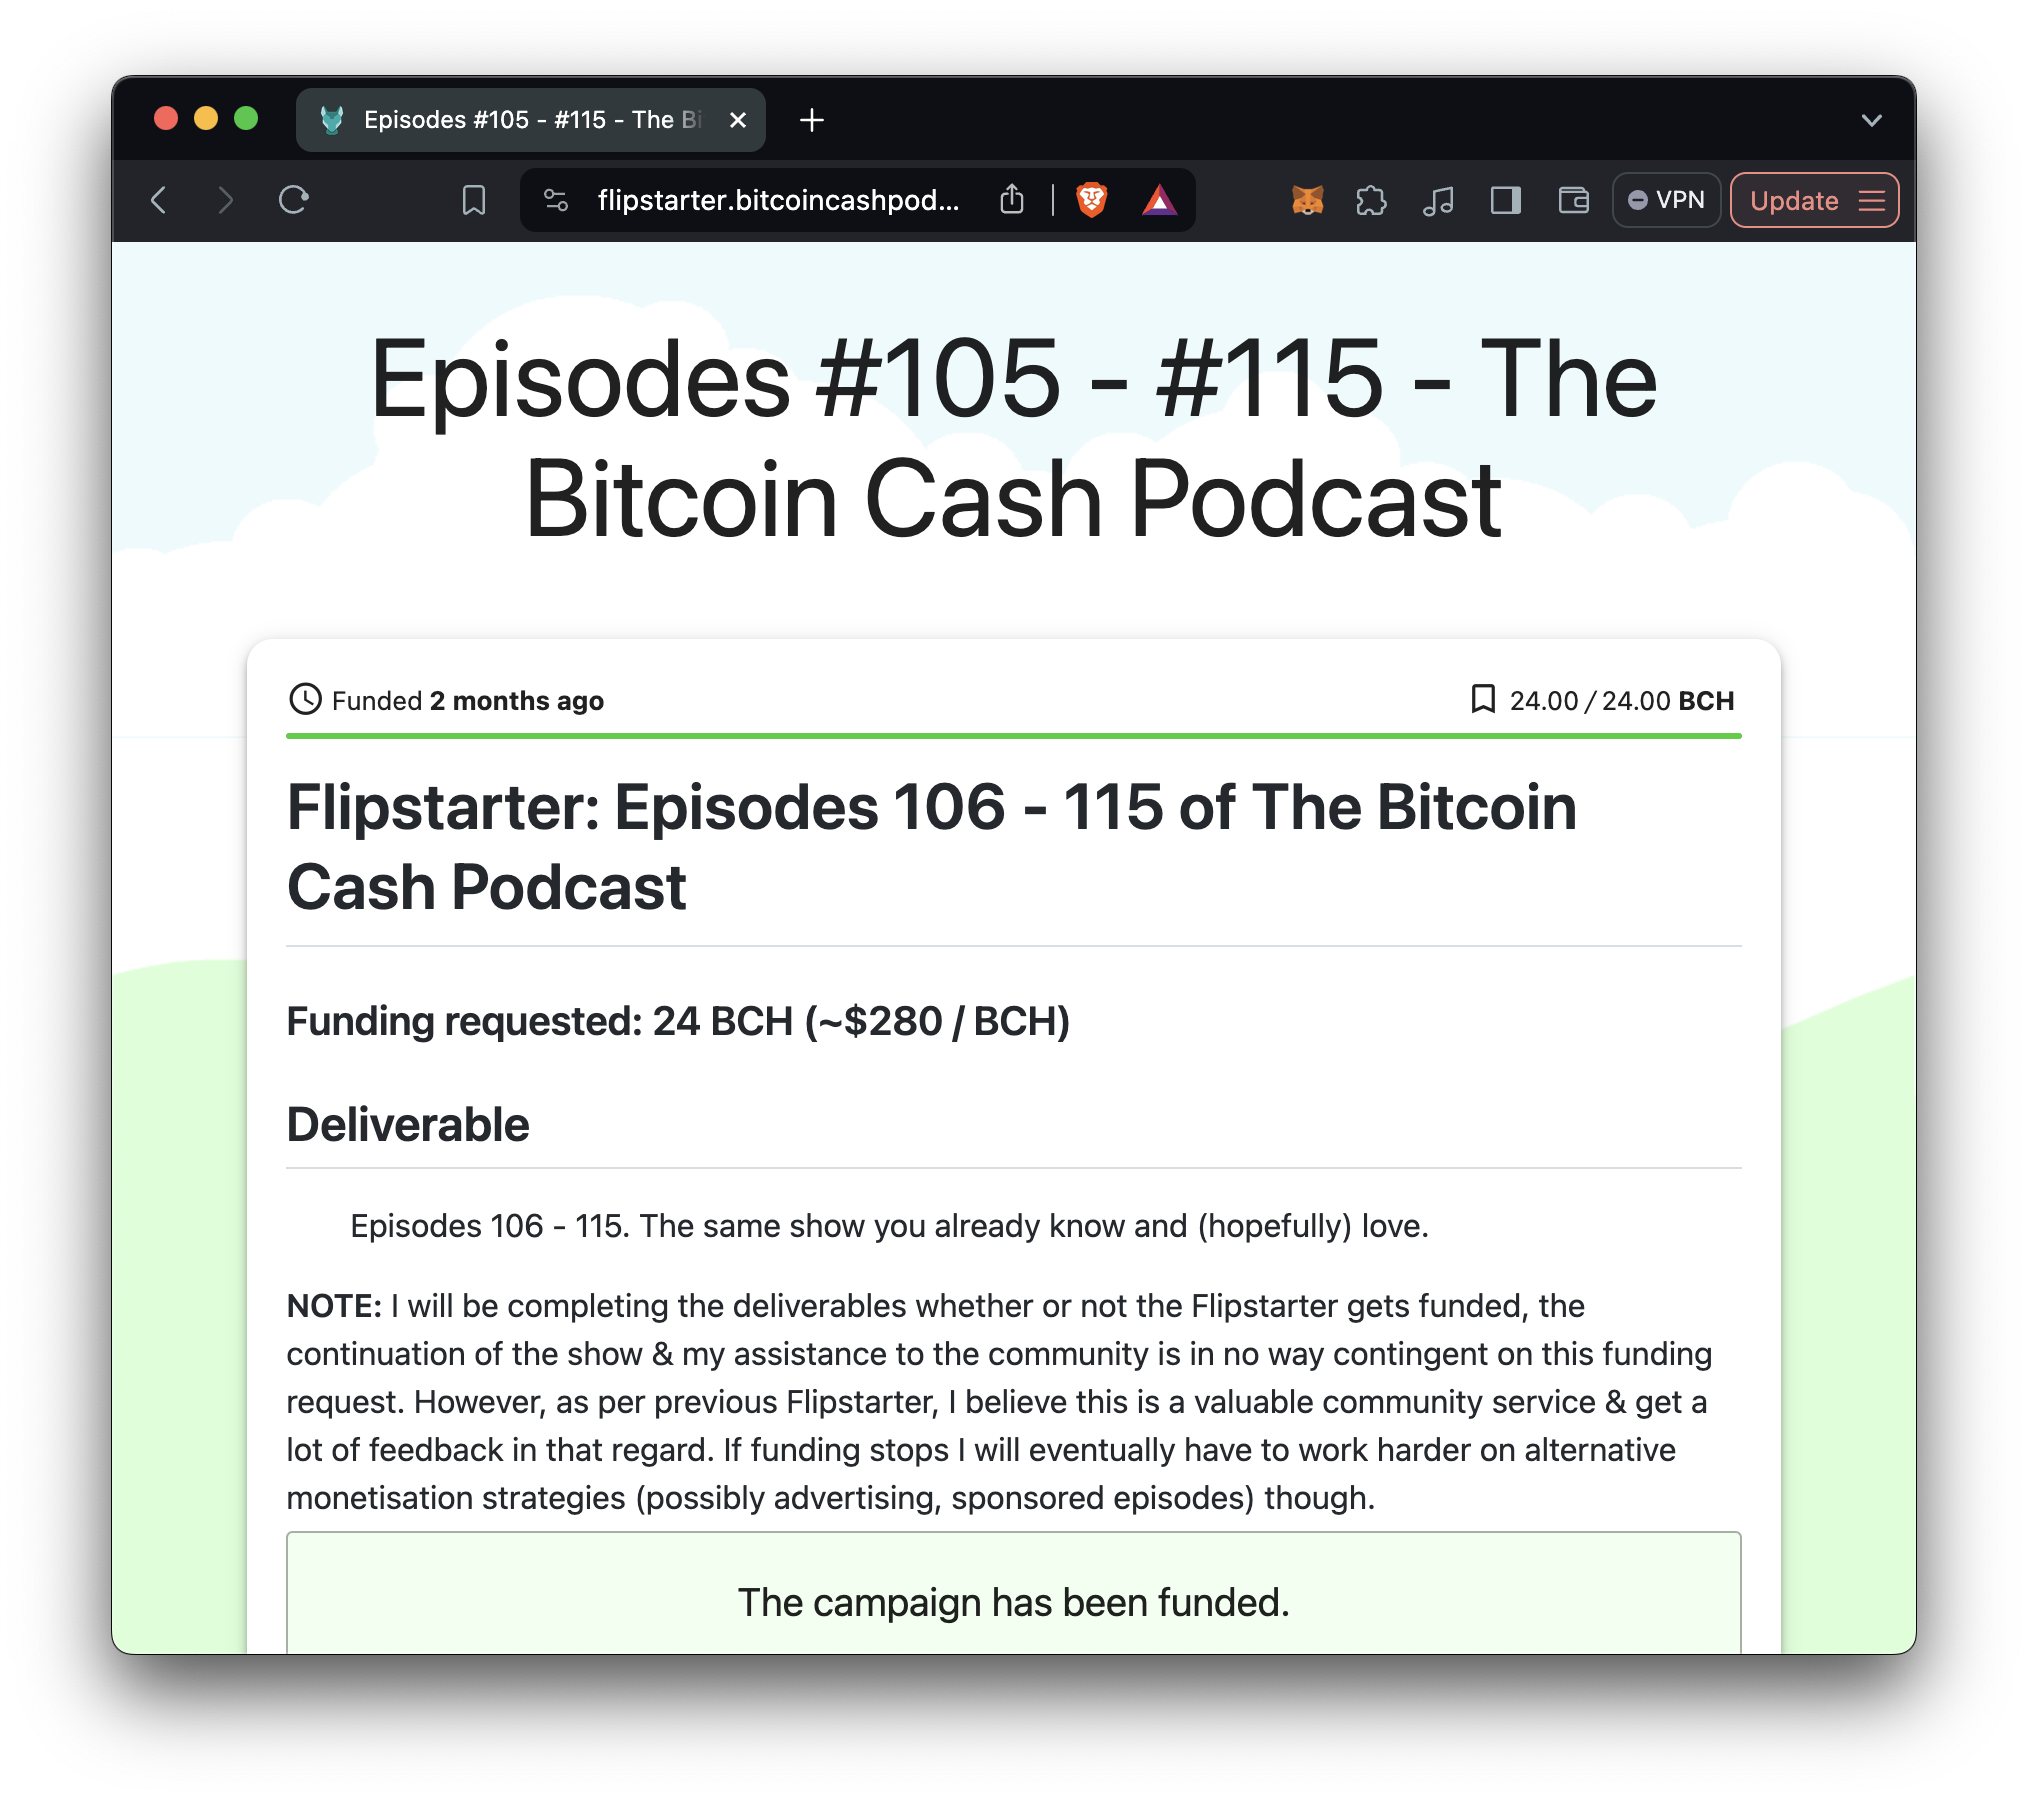 Episodes #105 - #115 - The Bi
flipstarter.bitcoincashpod...
VPN
Update
Episodes #105 - #115 - The
Bitcoin Cash Podcast
Funded 2 months ago
24.00 / 24.00 BCH
Flipstarter: Episodes 106 - 115 of The Bitcoin
Cash Podcast
Funding requested: 24 BCH (~$280 / BCH)
Deliverable
Episodes 106 - 115. The same show you already know and (hopefully) love.
NOTE: I will be completing the deliverables whether or not the Flipstarter gets funded, the
continuation of the show & my assistance to the community is in no way contingent on this funding
request. However, as per previous Flipstarter, I believe this is a valuable community service & get a
lot of feedback in that regard. If funding stops I will eventually have to work harder on alternative
monetisation strategies (possibly advertising, sponsored episodes) though.
The campaign has been funded.